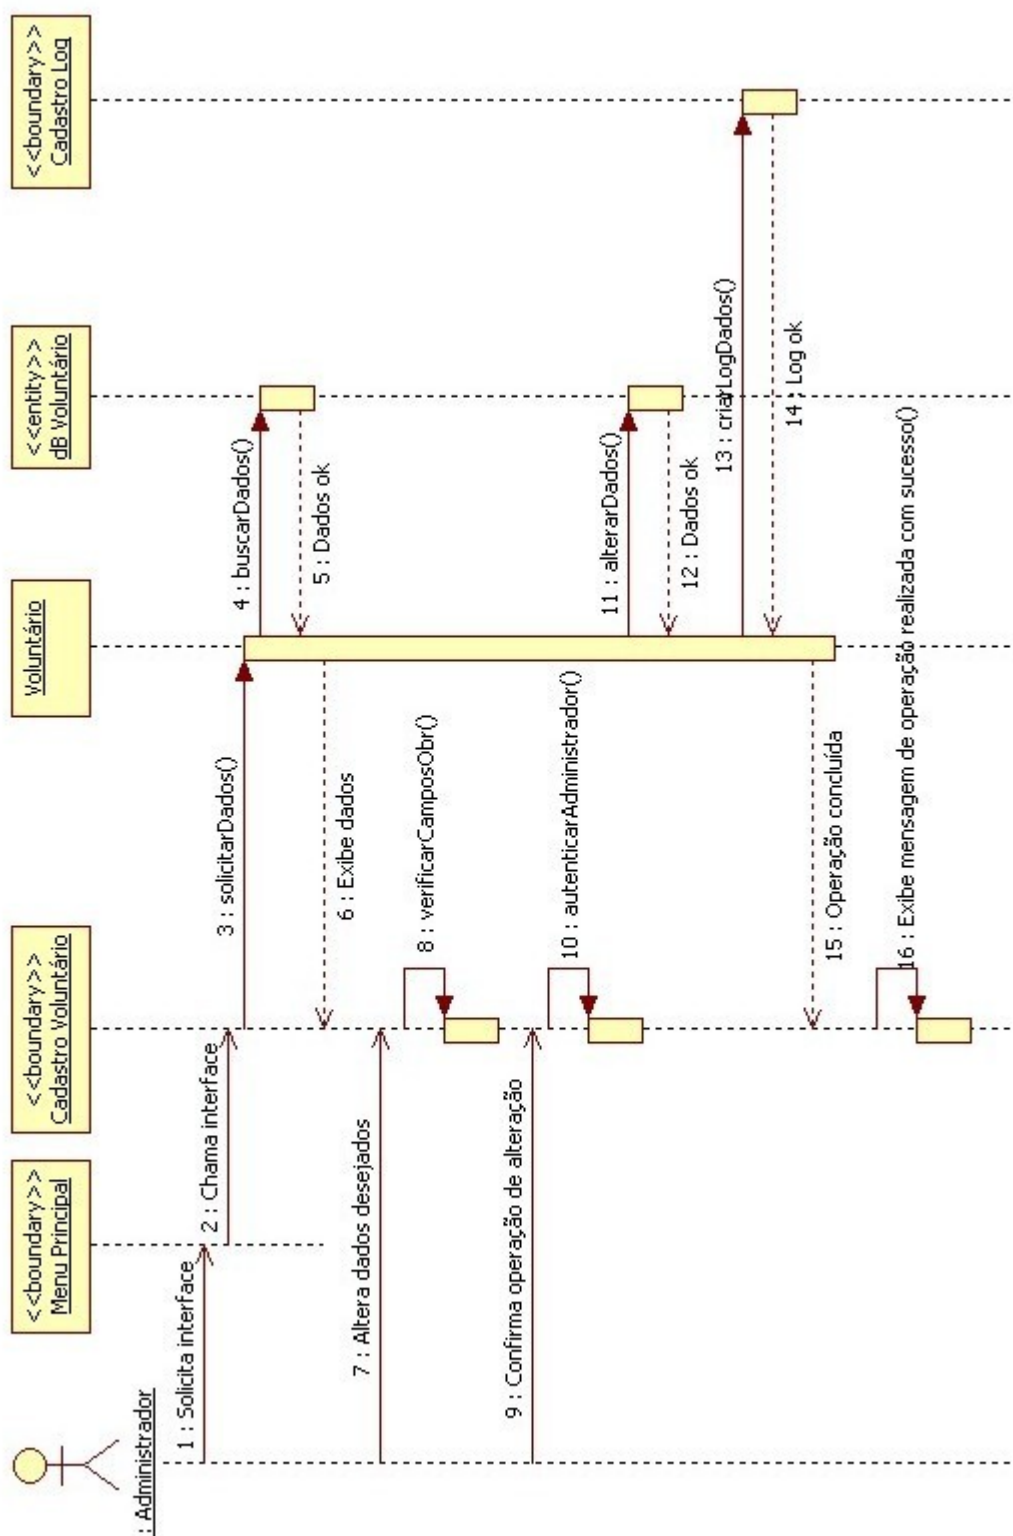 : Administrador
<<boundary>>
Menu Principal
<<boundary>>
Cadastro Voluntário
Voluntário
<<entity>>
dB Voluntário
<<boundary>>
Cadastro Log
1 : Solicita interface
2 : Chama interface
3 : solicitarDados()
4 : buscarDados()
5 : Dados ok
6 : Exibe dados
7 : Altera dados desejados
8 : verificarCamposObr()
9 : Confirma operação de alteração
10 : autenticarAdministrador()
11 : alterarDados()
12 : Dados ok
13 : criarLogDados()
14 : Log ok
15 : Operação concluída
16 : Exibe mensagem de operação realizada com sucesso()